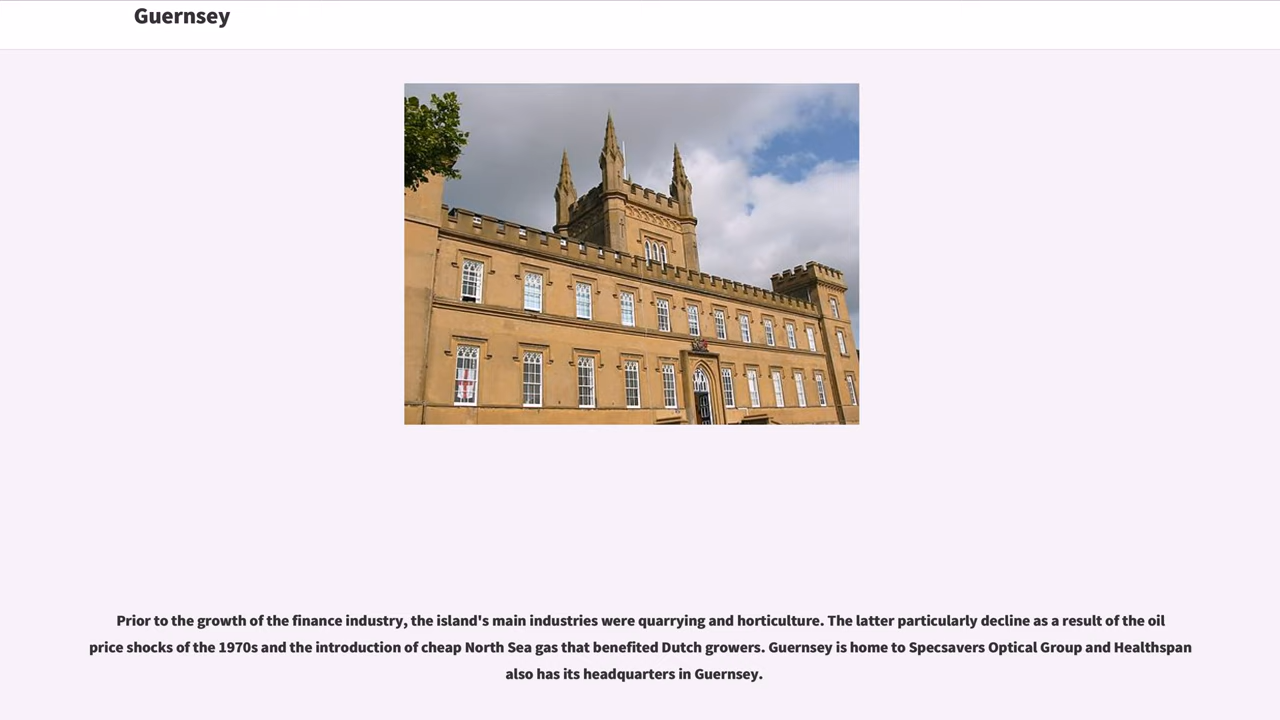 Guernsey
Prior to the growth of the finance industry, the island's main industries were quarrying and horticulture. The latter particularly decline as a result of the oil
price shocks of the 1970s and the introduction of cheap North Sea gas that benefited Dutch growers. Guernsey is home to Specsavers Optical Group and Healthspan
also has its headquarters in Guernsey.